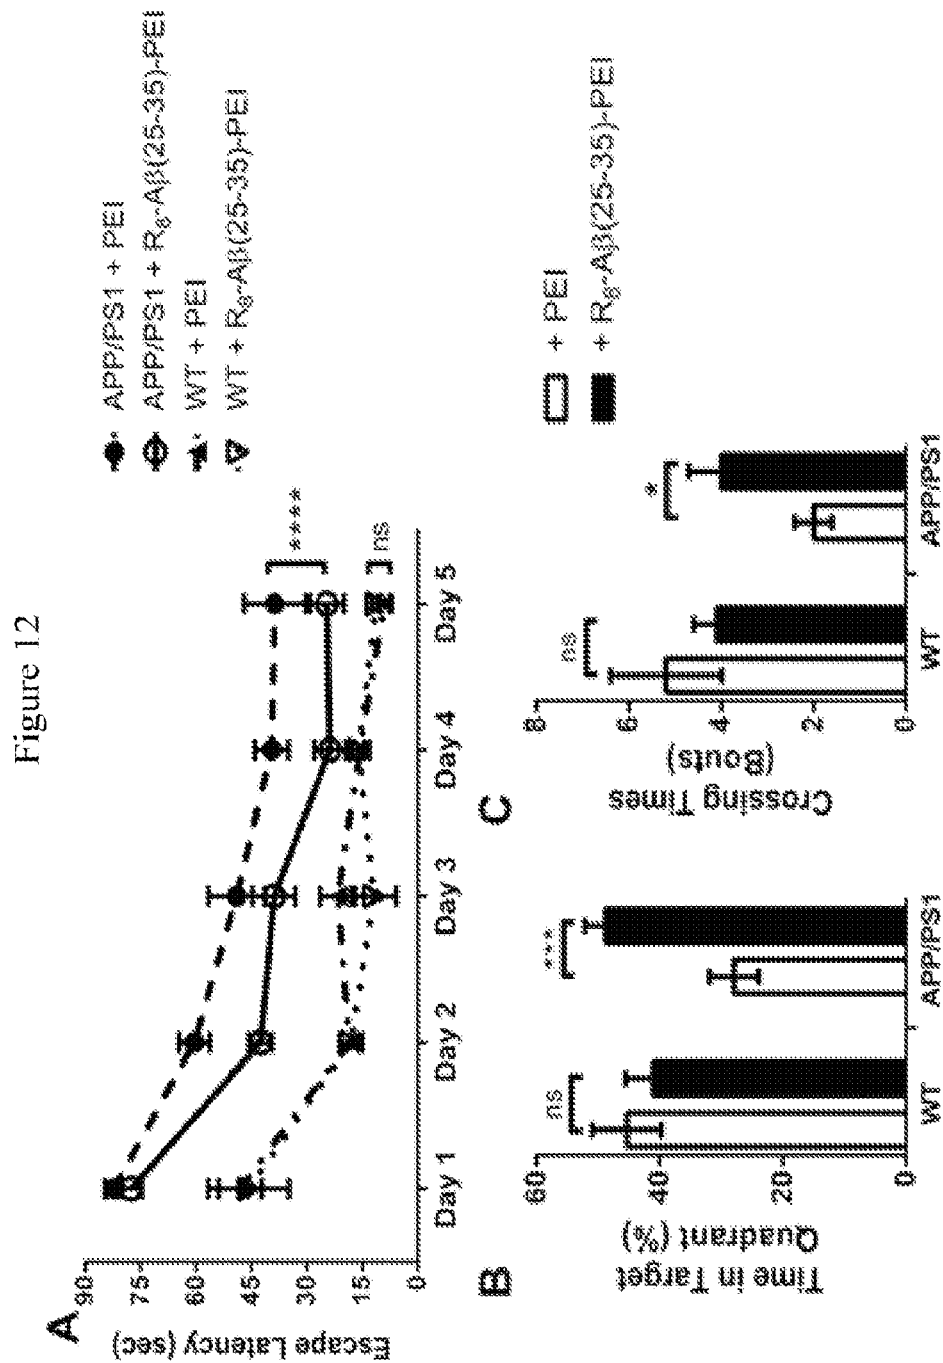 Figure 12
A
Escape Latency (sec)
90
75
60
45
30
15
0
Day 1
Day 2
Day 3
Day 4
Day 5
****
ns
APP/PS1 + PEI
APP/PS1 + R₈-Aβ(25-35)-PEI
WT + PEI
WT + R₈-Aβ(25-35)-PEI
B
Time in Target
Quadrant (%)
60
40
20
0
ns
***
WT
APP/PS1
C
Crossing Times
(Bouts)
8
6
4
2
0
ns
*
WT
APP/PS1
+ PEI
+ R₈-Aβ(25-35)-PEI